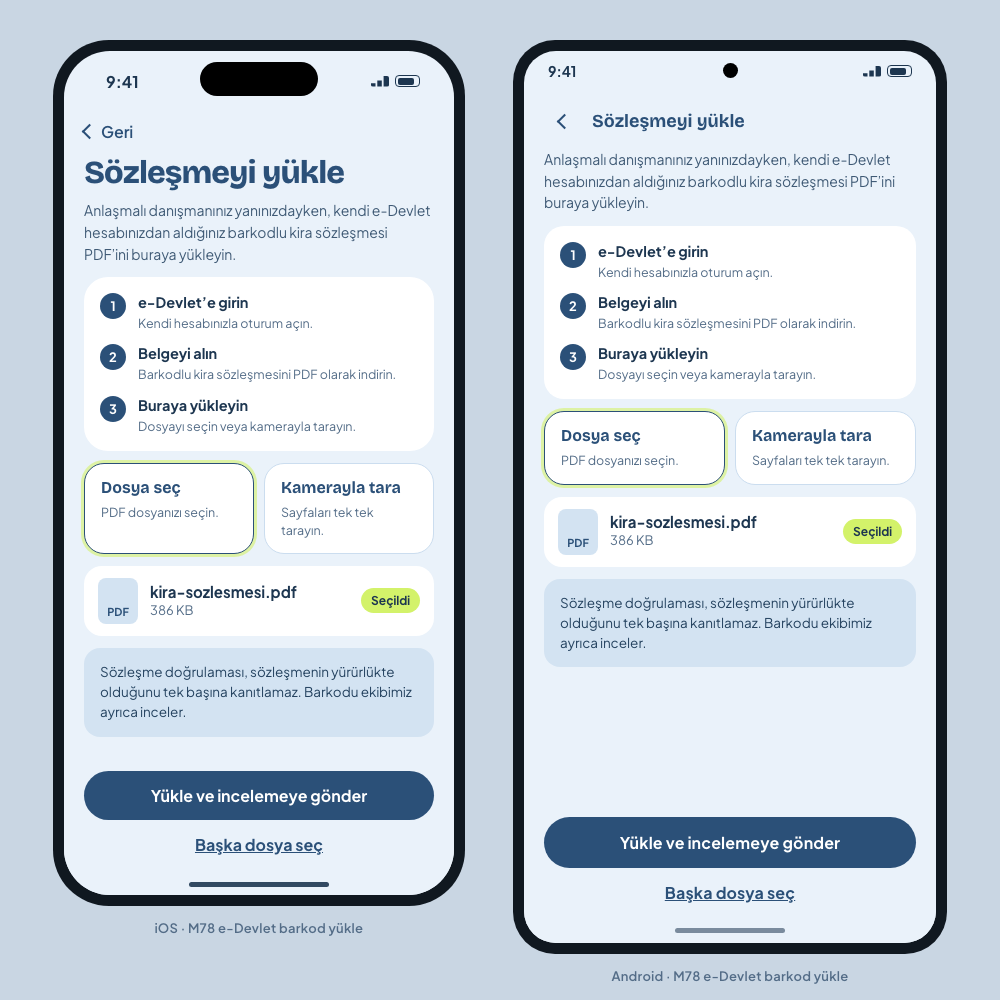 9:41
Geri
Sözleşmeyi yükle
Anlaşmalı danışmanınız yanınızdayken, kendi e-Devlet
hesabınızdan aldığınız barkodlu kira sözleşmesi
PDF’ini buraya yükleyin.
1
e-Devlet’e girin
Kendi hesabınızla oturum açın.
2
Belgeyi alın
Barkodlu kira sözleşmesini PDF olarak indirin.
3
Buraya yükleyin
Dosyayı seçin veya kamerayla tarayın.
Dosya seç
PDF dosyanızı seçin.
Kamerayla tara
Sayfaları tek tek
tarayın.
PDF
kira-sozlesmesi.pdf
386 KB
Seçildi
Sözleşme doğrulaması, sözleşmenin yürürlükte
olduğunu tek başına kanıtlamaz. Barkodu ekibimiz
ayrıca inceler.
Yükle ve incelemeye gönder
Başka dosya seç
iOS · M78 e-Devlet barkod yükle
9:41
Sözleşmeyi yükle
Anlaşmalı danışmanınız yanınızdayken, kendi e-Devlet
hesabınızdan aldığınız barkodlu kira sözleşmesi PDF’ini
buraya yükleyin.
1
e-Devlet’e girin
Kendi hesabınızla oturum açın.
2
Belgeyi alın
Barkodlu kira sözleşmesini PDF olarak indirin.
3
Buraya yükleyin
Dosyayı seçin veya kamerayla tarayın.
Dosya seç
PDF dosyanızı seçin.
Kamerayla tara
Sayfaları tek tek tarayın.
PDF
kira-sozlesmesi.pdf
386 KB
Seçildi
Sözleşme doğrulaması, sözleşmenin yürürlükte
olduğunu tek başına kanıtlamaz. Barkodu ekibimiz
ayrıca inceler.
Yükle ve incelemeye gönder
Başka dosya seç
Android · M78 e-Devlet barkod yükle